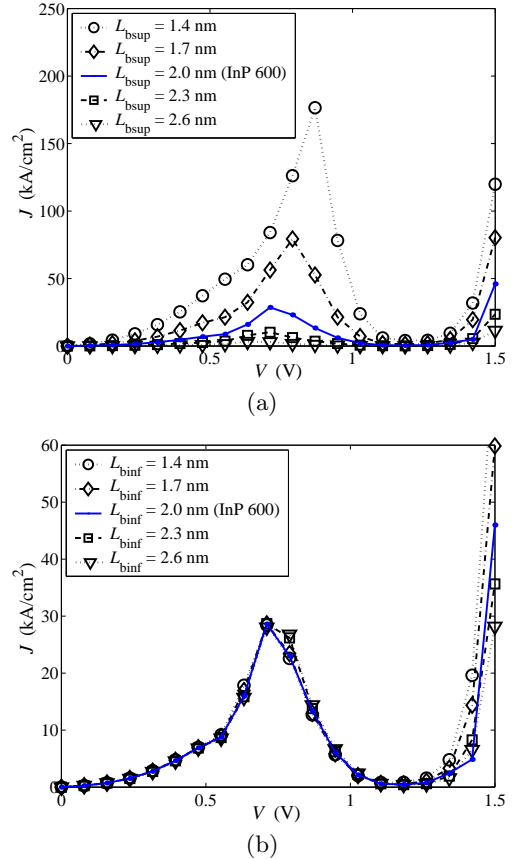 250
200
150
100
50
0
J (kA/cm²)
L_bsup = 1.4 nm
L_bsup = 1.7 nm
L_bsup = 2.0 nm (InP 600)
L_bsup = 2.3 nm
L_bsup = 2.6 nm
0 0.5 1 1.5
V (V)
(a)
60
50
40
30
20
10
0
J (kA/cm²)
L_binf = 1.4 nm
L_binf = 1.7 nm
L_binf = 2.0 nm (InP 600)
L_binf = 2.3 nm
L_binf = 2.6 nm
0 0.5 1 1.5
V (V)
(b)